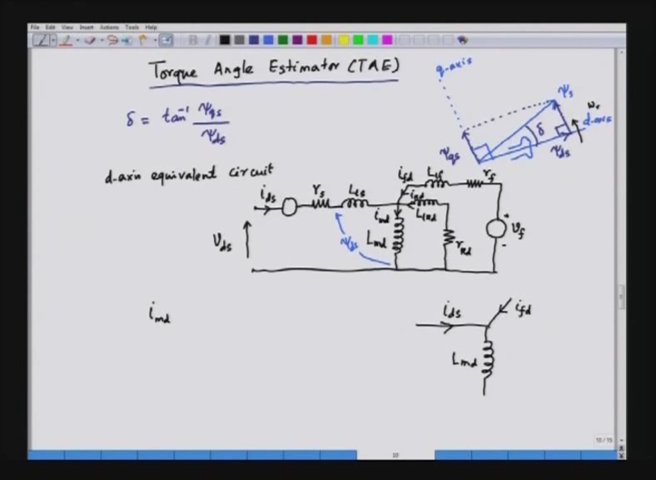 File Edit View Insert Actions Tools Help
Torque Angle Estimator (TAE)
q-axis
ψs
ωr
d-axis
δ
ψqs
ψds
δ = tan⁻¹ ψqs / ψds
d-axis equivalent circuit
ids
rs
Lls
ifd
Llf
rf
ikd
Llkd
imd
Lmd
rkd
vf
+
-
ψds
Vds
imd
ids
ifd
Lmd